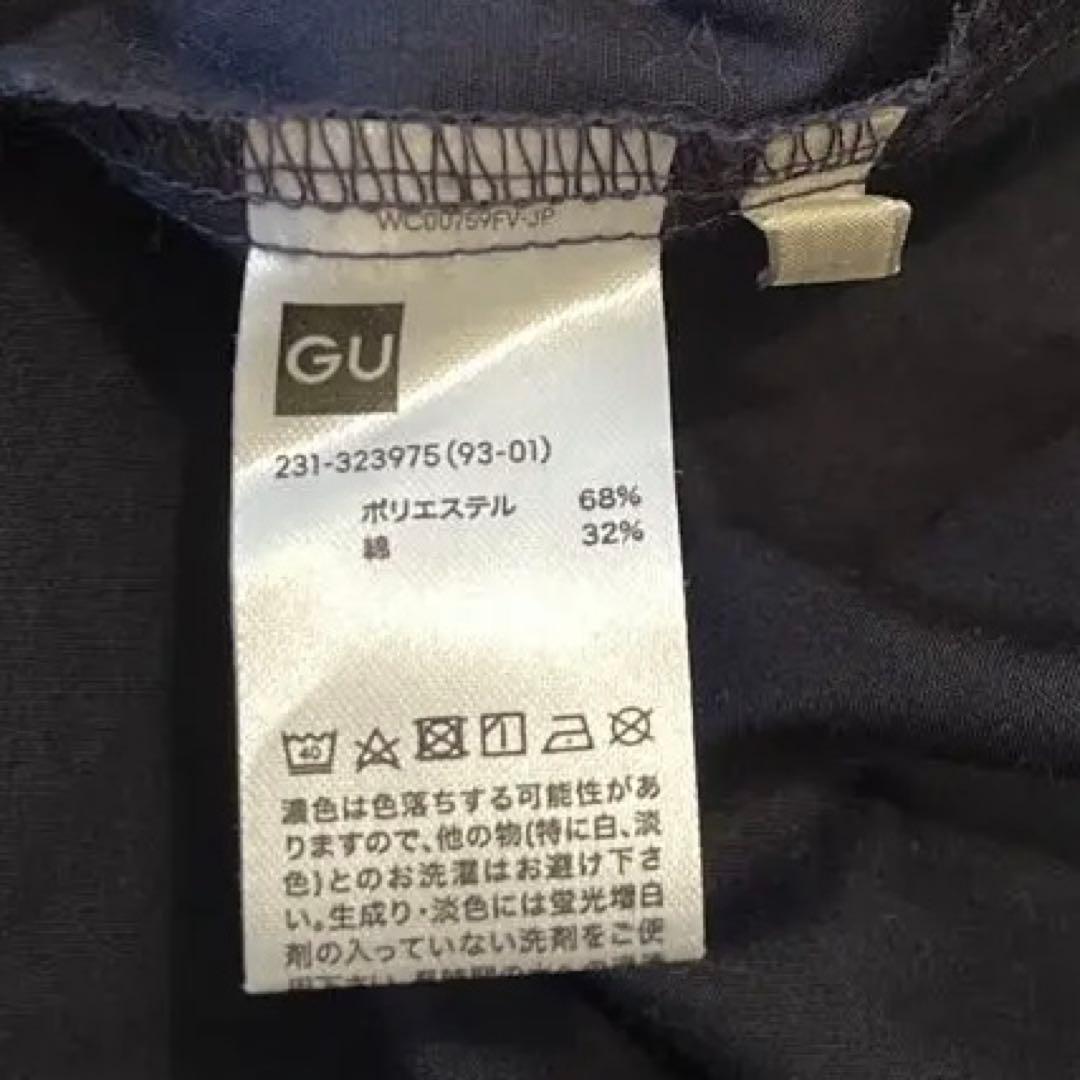 WC00759FV-JP
GU
231-323975(93-01)
ポリエステル 68%
綿 32%
40
濃色は色落ちする可能性があ
りますので、他の物(特に白、淡
色)とのお洗濯はお避け下さ
い。生成り・淡色には蛍光増白
剤の入っていない洗剤をご便